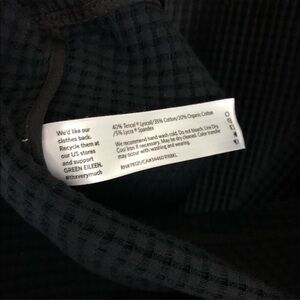 We'd like our
clothes back.
Recycle them at
our US stores
and support
GREEN EILEEN.
#thxverymuch
40% Tencel ® Lyocell/35% Cotton/20% Organic Cotton
/5% Lycra ® Spandex
We recommend hand wash cold. Do not bleach. Line Dry.
Cool Iron if necessary. May be dry cleaned. Color transfer
may occur with washing and wearing.